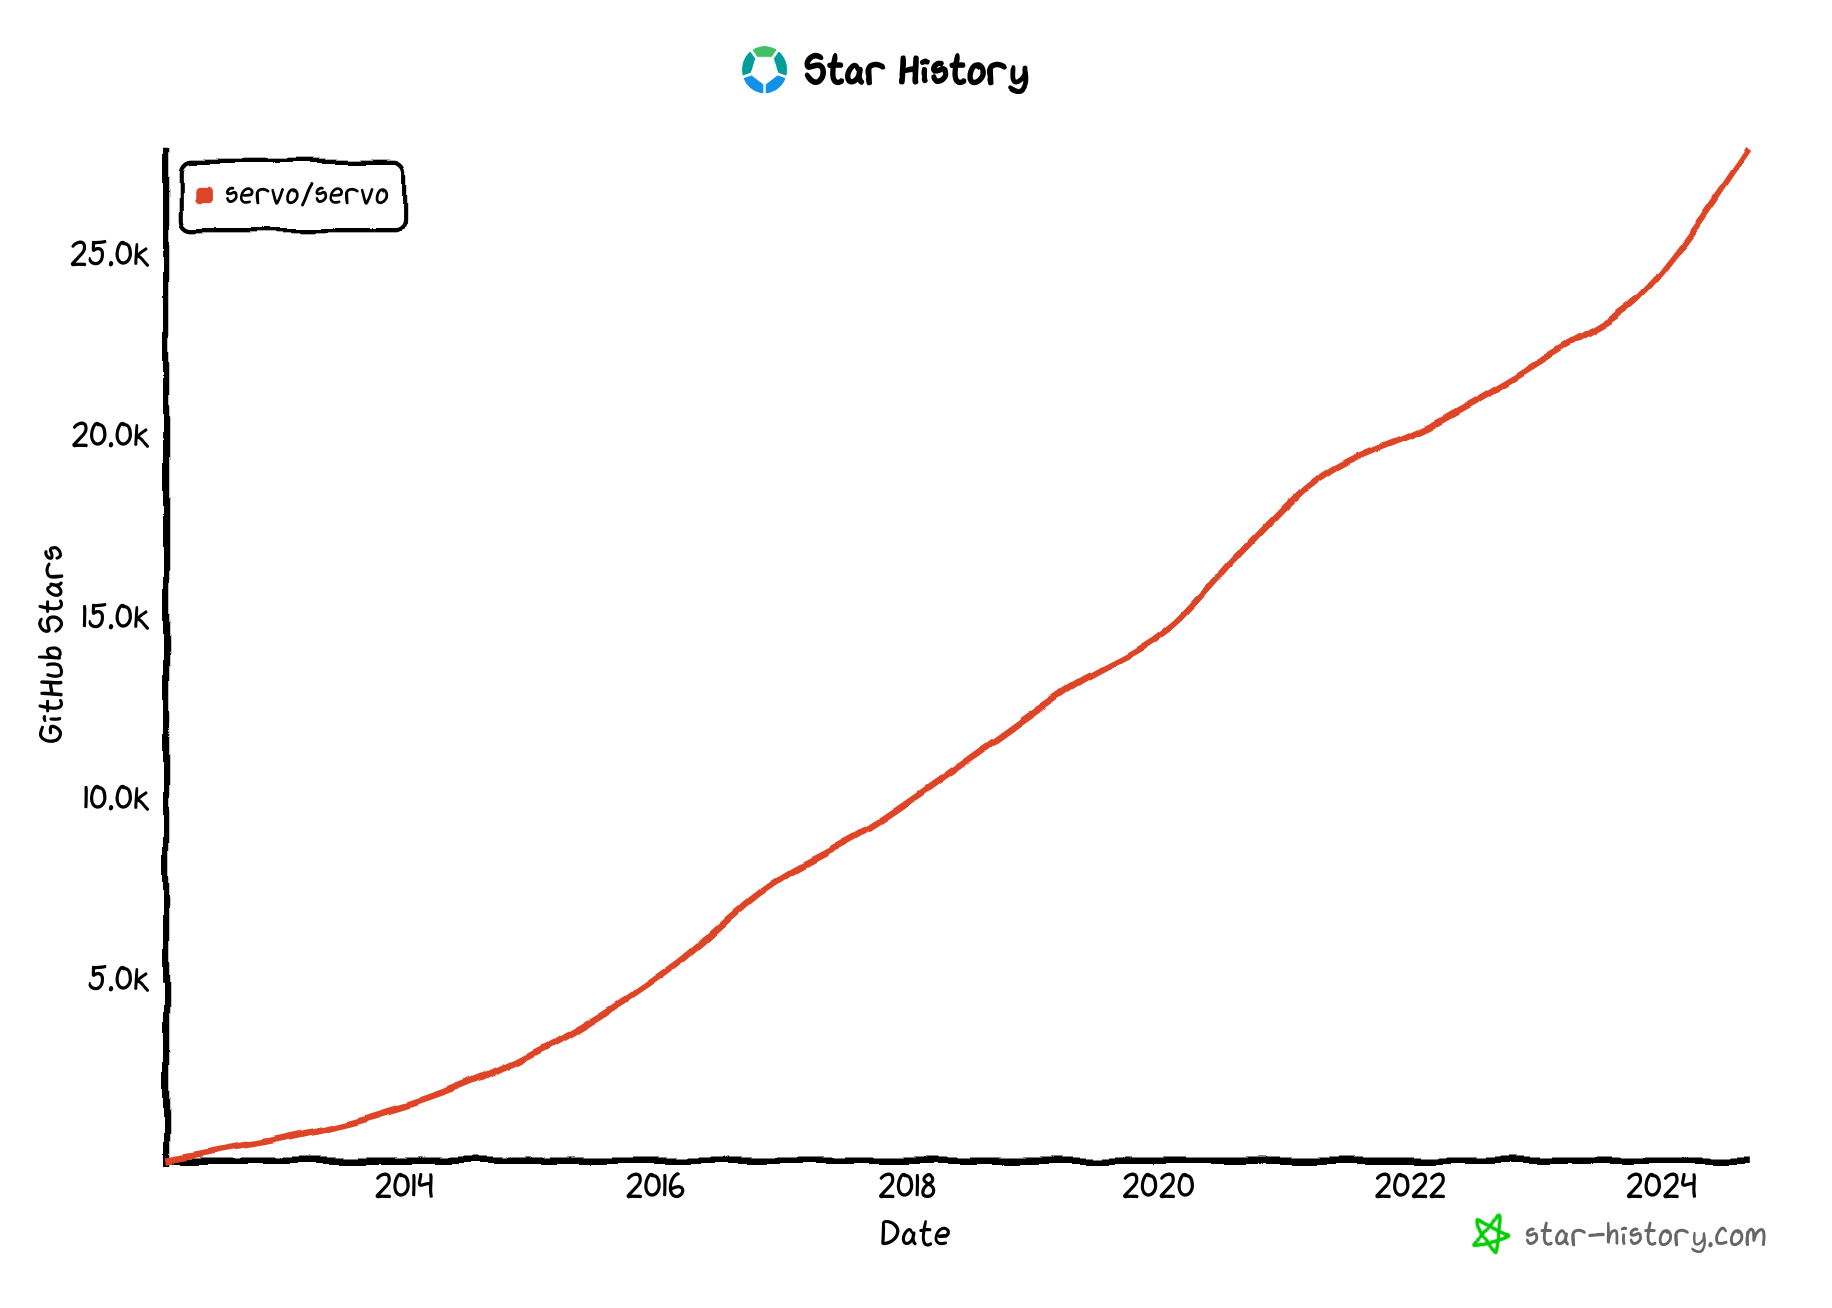 Star History
servo/servo
25.0k
20.0k
15.0k
10.0k
5.0k
GitHub Stars
2014 2016 2018 2020 2022 2024
Date
star-history.com